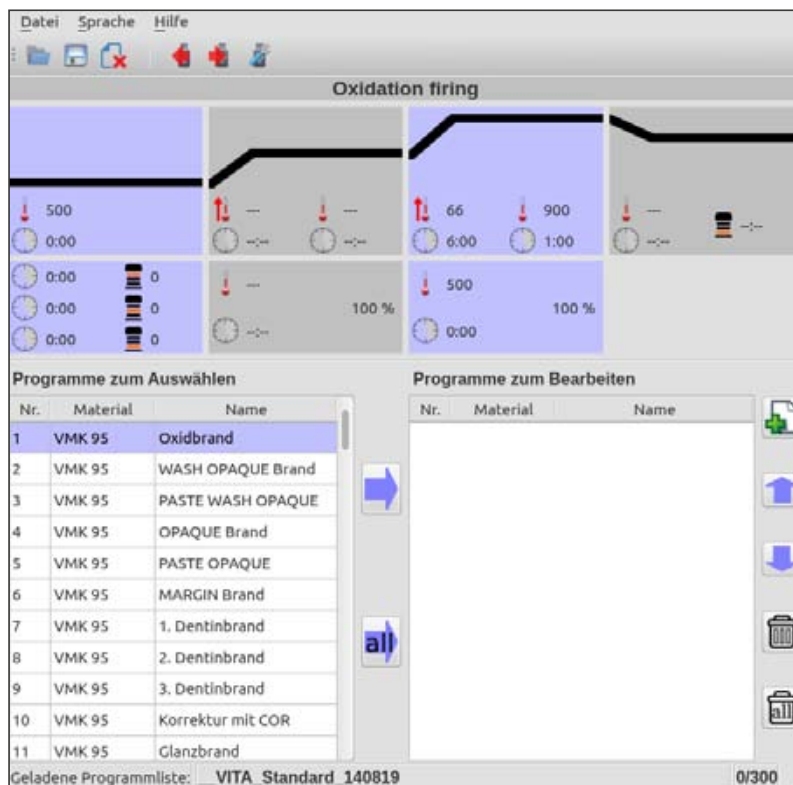 Datei Sprache Hilfe
Oxidation firing
500
0:00
---
---
--:--
--:--
66
900
6:00
1:00
---
--:--
--:--
0:00 0
0:00 0
0:00 0
---
100 %
--:--
500
100 %
0:00
Programme zum Auswählen
Nr. Material Name
1 VMK 95 Oxidbrand
2 VMK 95 WASH OPAQUE Brand
3 VMK 95 PASTE WASH OPAQUE
4 VMK 95 OPAQUE Brand
5 VMK 95 PASTE OPAQUE
6 VMK 95 MARGIN Brand
7 VMK 95 1. Dentinbrand
8 VMK 95 2. Dentinbrand
9 VMK 95 3. Dentinbrand
10 VMK 95 Korrektur mit COR
11 VMK 95 Glanzbrand
all
Programme zum Bearbeiten
Nr. Material Name
all
Geladene Programmliste: __VITA_Standard_140819 0/300